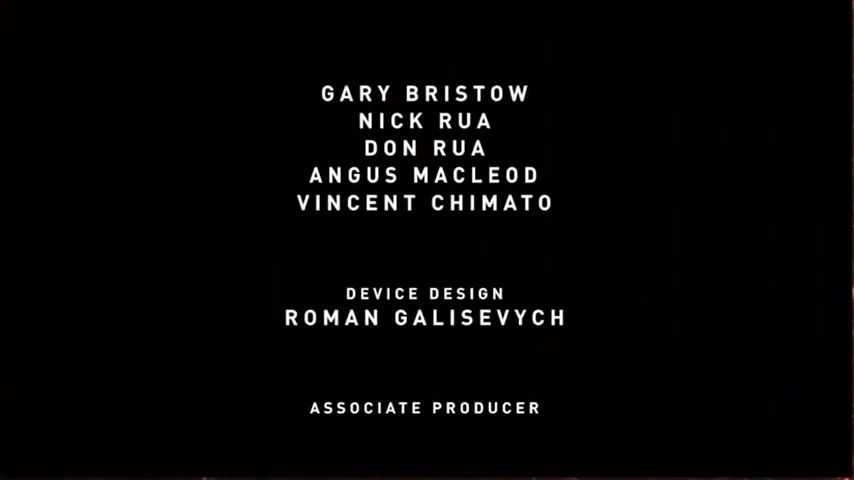 GARY BRISTOW
NICK RUA
DON RUA
ANGUS MACLEOD
VINCENT CHIMATO
DEVICE DESIGN
ROMAN GALISEVYCH
ASSOCIATE PRODUCER